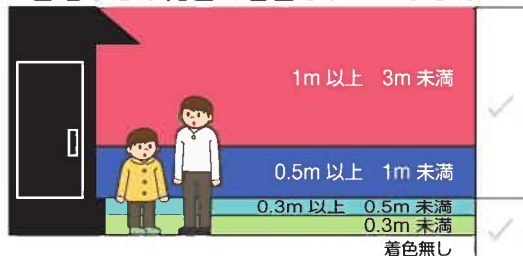 1m 以上 3m 未満
0.5m 以上 1m 未満
0.3m 以上 0.5m 未満
0.3m 未満
着色無し